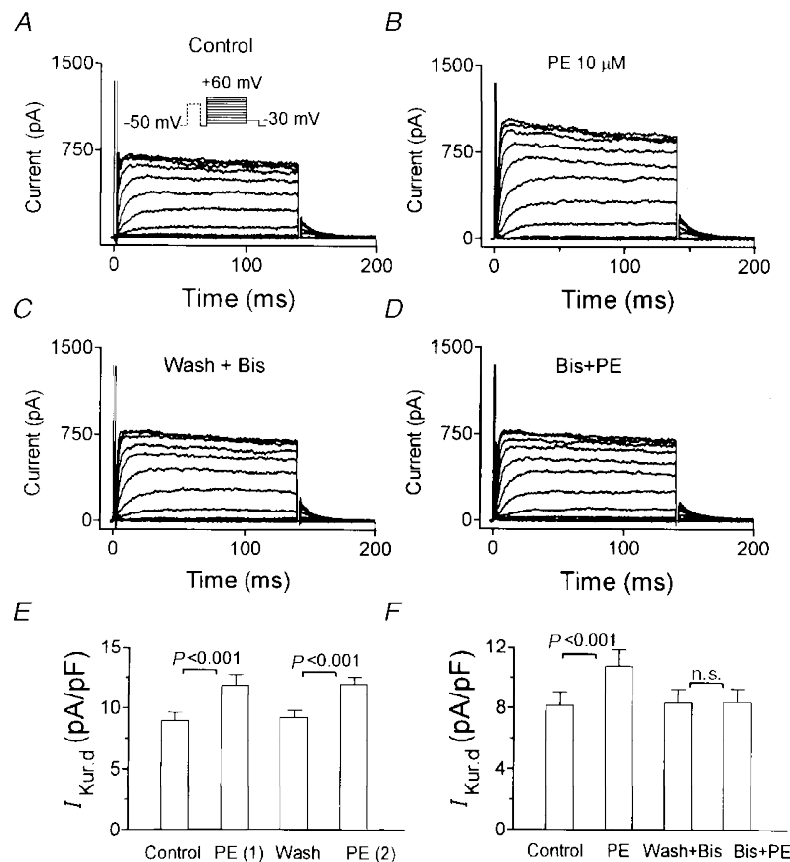 A
Control
1500
750
0
Current (pA)
+60 mV
-50 mV
-30 mV
0
100
200
Time (ms)
B
PE 10 μM
1500
750
0
Current (pA)
0
100
200
Time (ms)
C
Wash + Bis
1500
750
0
Current (pA)
0
100
200
Time (ms)
D
Bis+PE
1500
750
0
Current (pA)
0
100
200
Time (ms)
E
15
10
5
0
I Kur.d (pA/pF)
P<0.001
P<0.001
Control PE (1) Wash PE (2)
F
12
8
4
0
I Kur.d (pA/pF)
P<0.001
n.s.
Control PE Wash+Bis Bis+PE